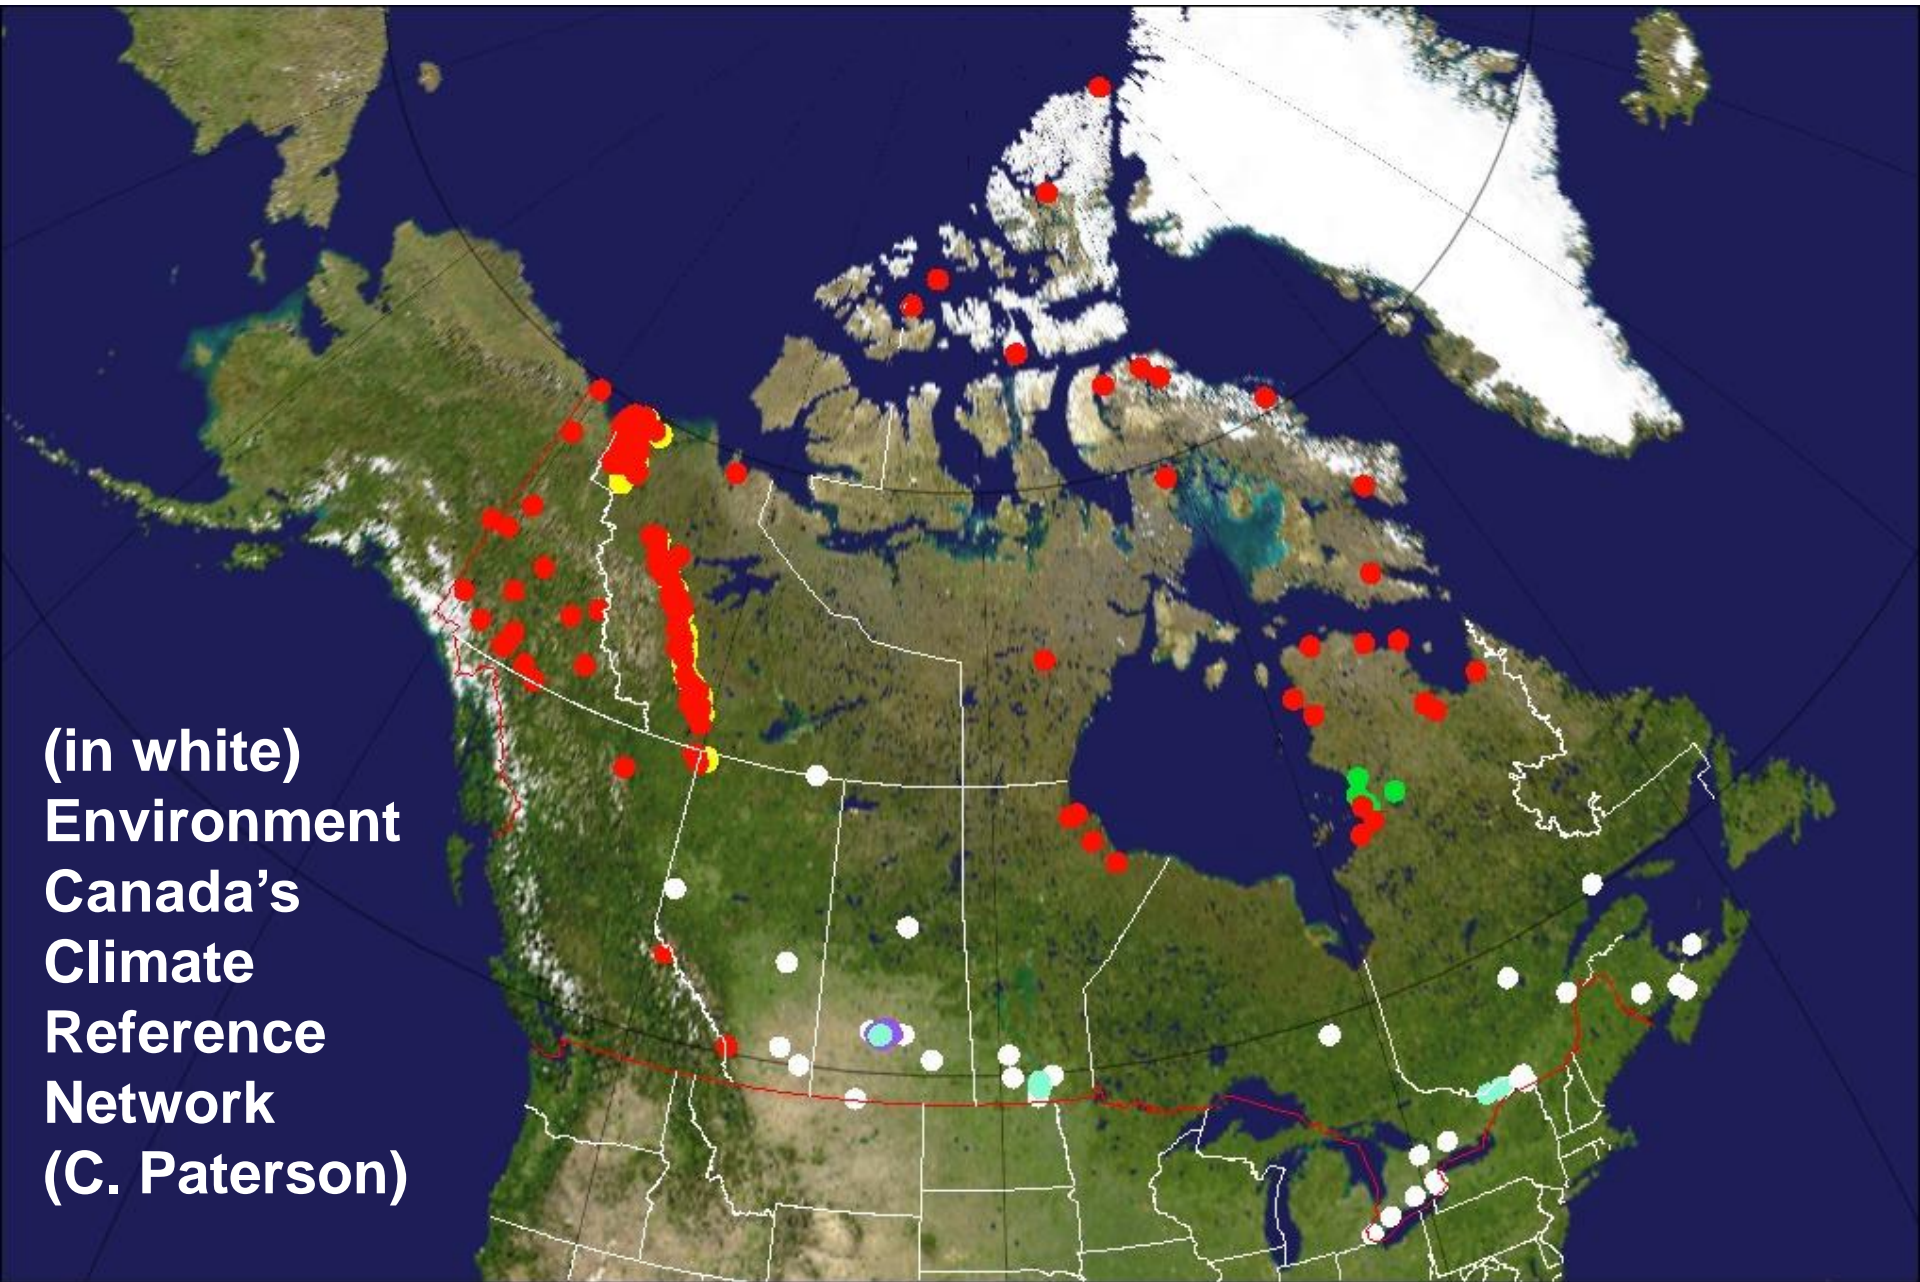 (in white)
Environment
Canada’s
Climate
Reference
Network
(C. Paterson)